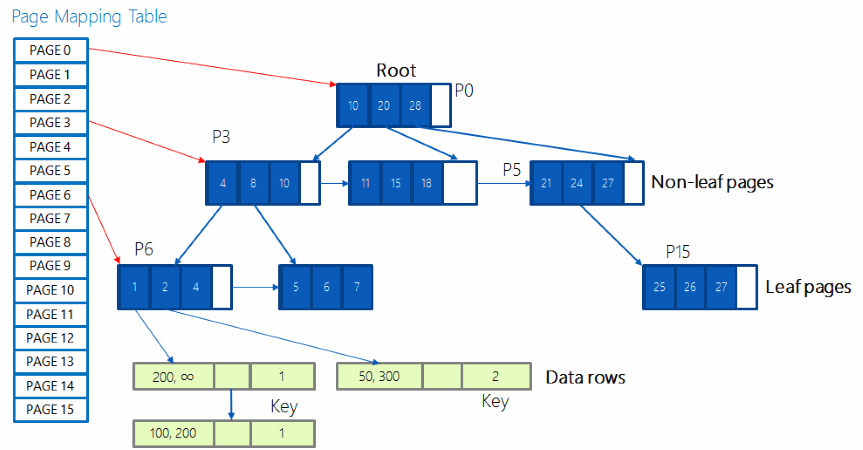 Page Mapping Table
PAGE 0
PAGE 1
PAGE 2
PAGE 3
PAGE 4
PAGE 5
PAGE 6
PAGE 7
PAGE 8
PAGE 9
PAGE 10
PAGE 11
PAGE 12
PAGE 13
PAGE 14
PAGE 15
Root
P0
10 20 28
P3
4 8 10
11 15 18
P5
21 24 27
Non-leaf pages
P6
1 2 4
5 6 7
P15
25 26 27
Leaf pages
200, ∞ 1
50, 300 2
Data rows
Key
Key
100, 200 1